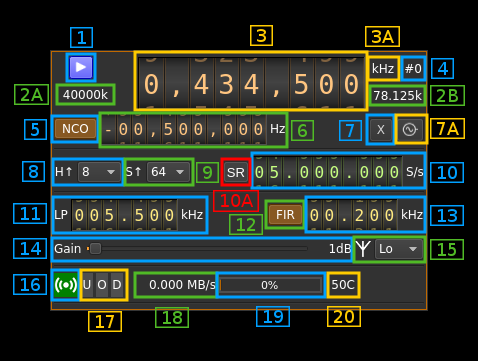 1 3 3A
0,434,500 kHz #0 4
2A 40000k 78.125k 2B
5 NCO -00,500,000 Hz 6 7 X 7A
8 H↑ 8 S↑ 64 9 SR 05.000.000 S/s 10
10A
11 LP 005.500 kHz 12 FIR 00.200 kHz 13
14 Gain 1dB Lo 15
16 U O D 0.000 MB/s 0% 50C
17 18 19 20